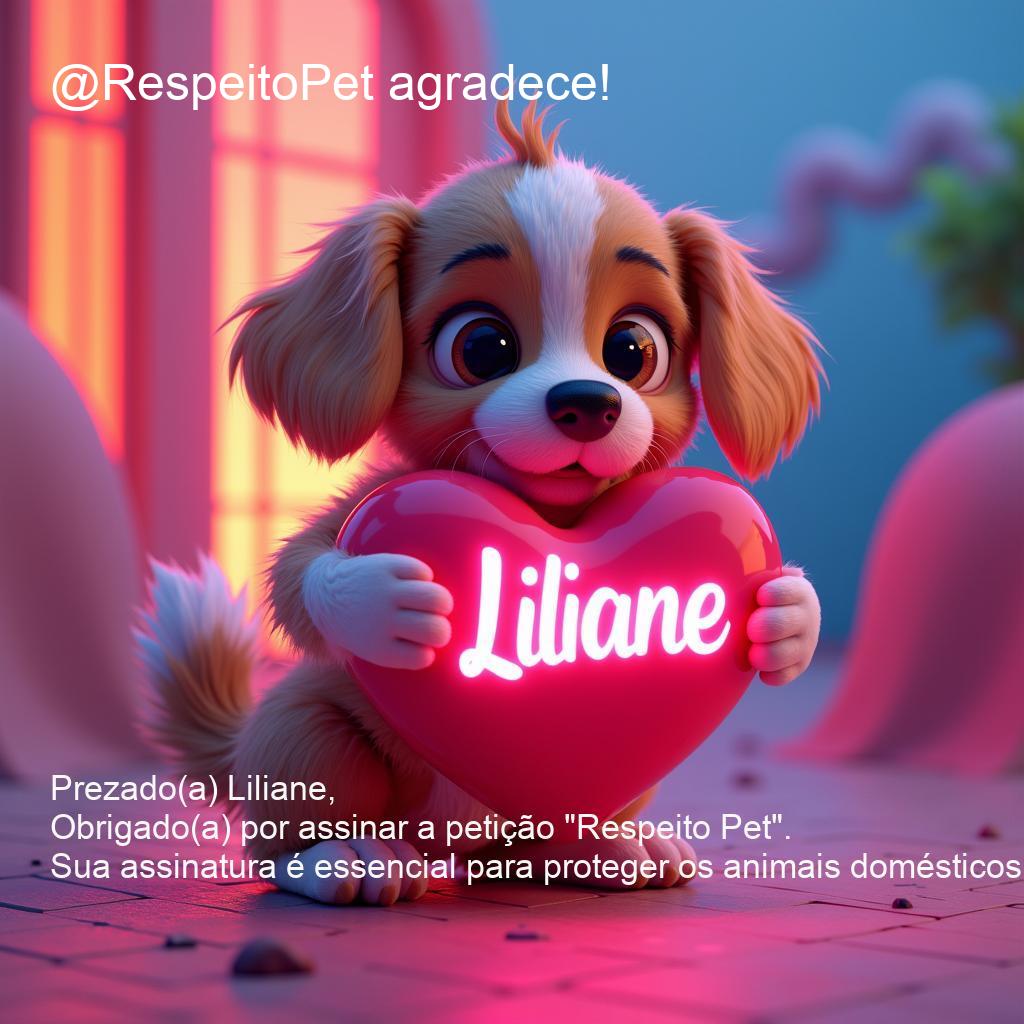 @RespeitoPet agradece!
Liliane
Prezado(a) Liliane,
Obrigado(a) por assinar a petição "Respeito Pet".
Sua assinatura é essencial para proteger os animais domésticos